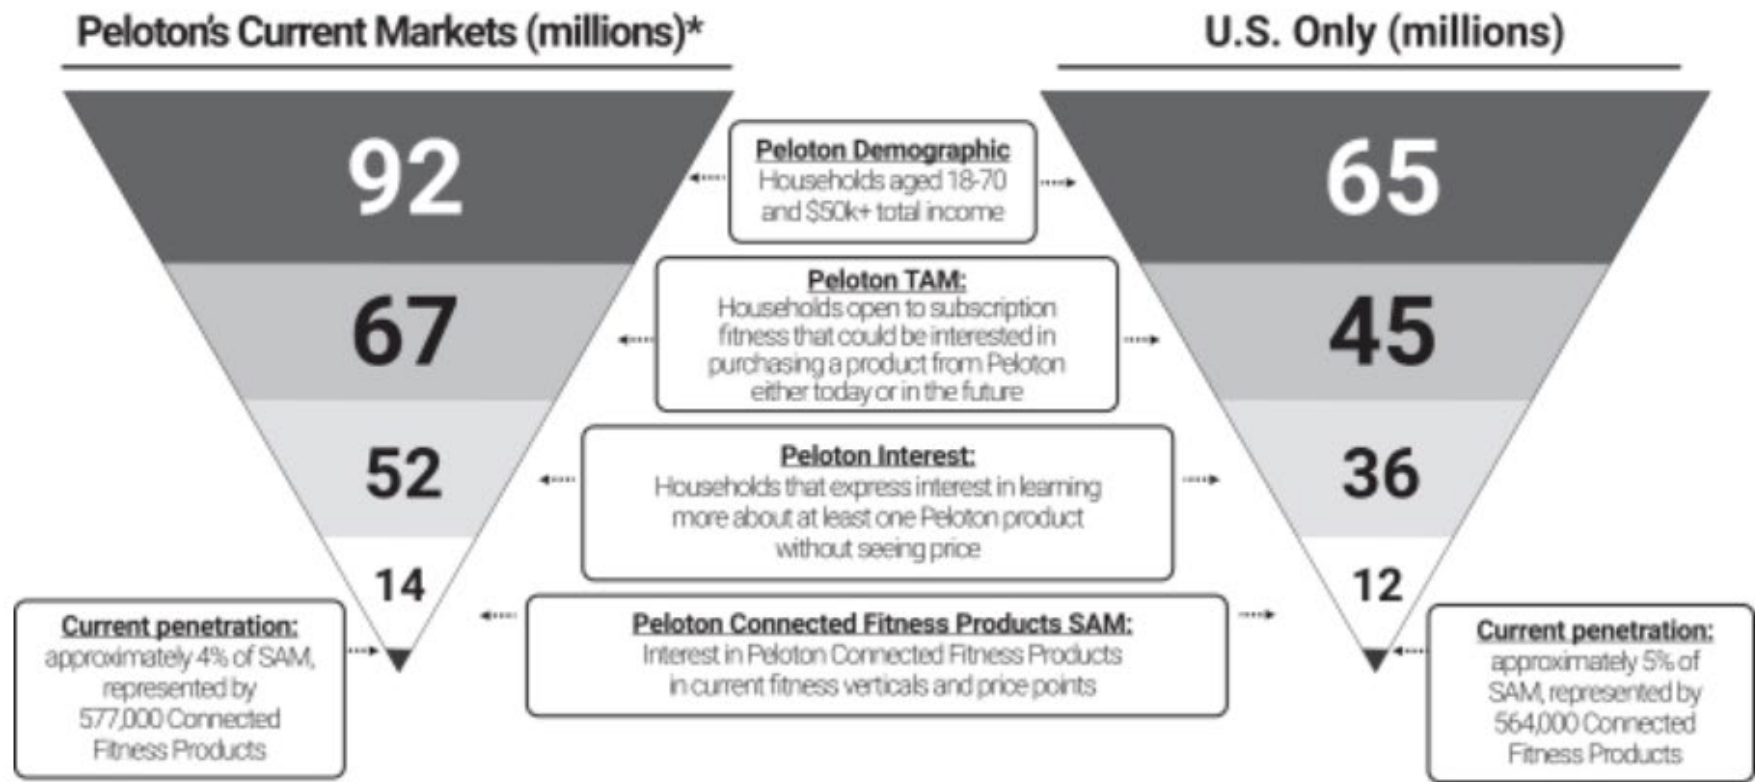 Peloton's Current Markets (millions)*
U.S. Only (millions)
92
65
Peloton Demographic
Households aged 18-70
and $50k+ total income
67
45
Peloton TAM:
Households open to subscription
fitness that could be interested in
purchasing a product from Peloton
either today or in the future
52
36
Peloton Interest:
Households that express interest in learning
more about at least one Peloton product
without seeing price
14
12
Peloton Connected Fitness Products SAM:
Interest in Peloton Connected Fitness Products
in current fitness verticals and price points
Current penetration:
approximately 4% of SAM,
represented by
577,000 Connected
Fitness Products
Current penetration:
approximately 5% of
SAM, represented by
564,000 Connected
Fitness Products